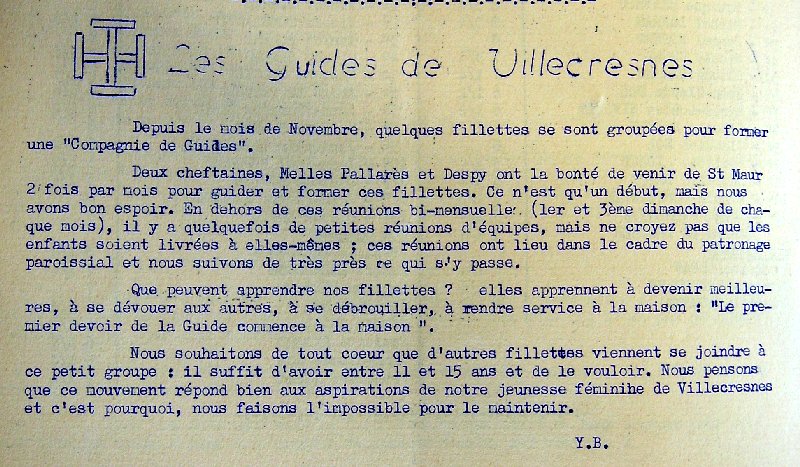 Les Guides de Villecresnes
Depuis le mois de Novembre, quelques fillettes se sont groupées pour former
une "Compagnie de Guides".
Deux cheftaines, Melles Pallarès et Despy ont la bonté de venir de St Maur
2 fois par mois pour guider et former ces fillettes. Ce n'est qu'un début, mais nous
avons bon espoir. En dehors de ces réunions bi-mensuelles (1er et 3ème dimanche de cha-
que mois), il y a quelquefois de petites réunions d'équipes, mais ne croyez pas que les
enfants soient livrées à elles-mêmes ; ces réunions ont lieu dans le cadre du patronage
paroissial et nous suivons de très près ce qui s'y passe.
Que peuvent apprendre nos fillettes ? elles apprennent à devenir meilleu-
res, à se dévouer aux autres, à se débrouiller, à rendre service à la maison : "Le pre-
mier devoir de la Guide commence à la maison ".
Nous souhaitons de tout coeur que d'autres fillettes viennent se joindre à
ce petit groupe : il suffit d'avoir entre 11 et 15 ans et de le vouloir. Nous pensons
que ce mouvement répond bien aux aspirations de notre jeunesse féminihe de Villecresnes
et c'est pourquoi, nous faisons l'impossible pour le maintenir.
Y.B.